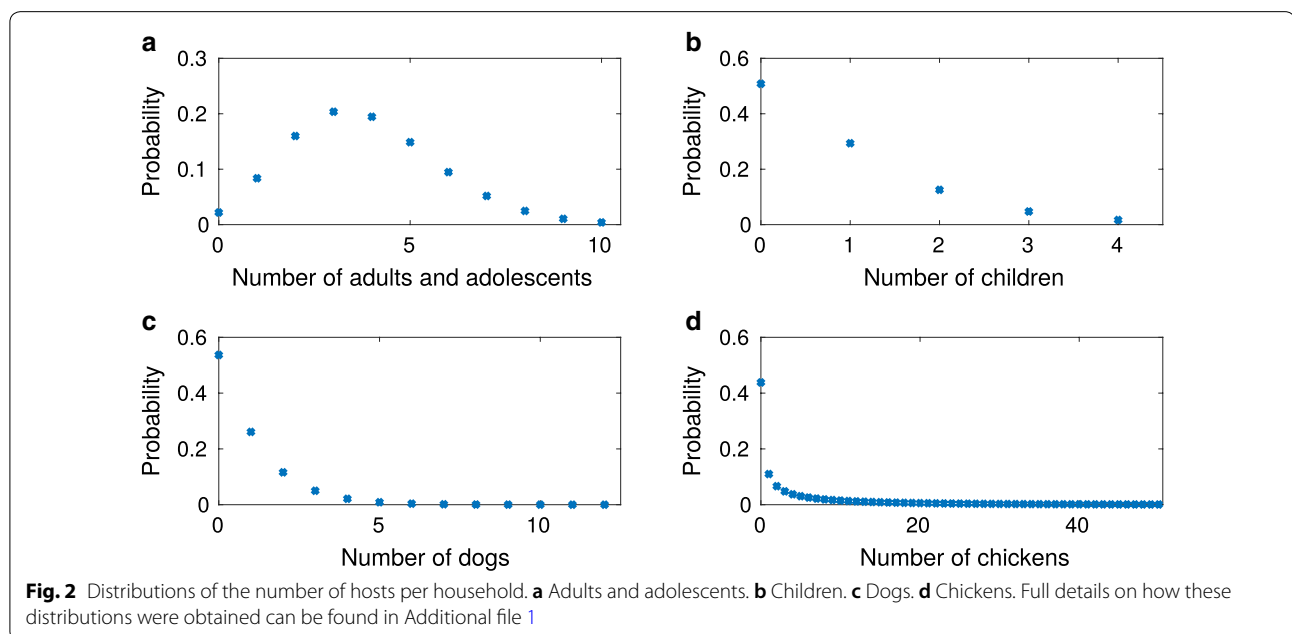 a
0.3
0.2
0.1
0
Probability
0 5 10
Number of adults and adolescents
b
0.6
0.4
0.2
0
Probability
0 1 2 3 4
Number of children
c
0.6
0.4
0.2
0
Probability
0 5 10
Number of dogs
d
0.6
0.4
0.2
0
Probability
0 20 40
Number of chickens
Fig. 2 Distributions of the number of hosts per household. a Adults and adolescents. b Children. c Dogs. d Chickens. Full details on how these
distributions were obtained can be found in Additional file 1